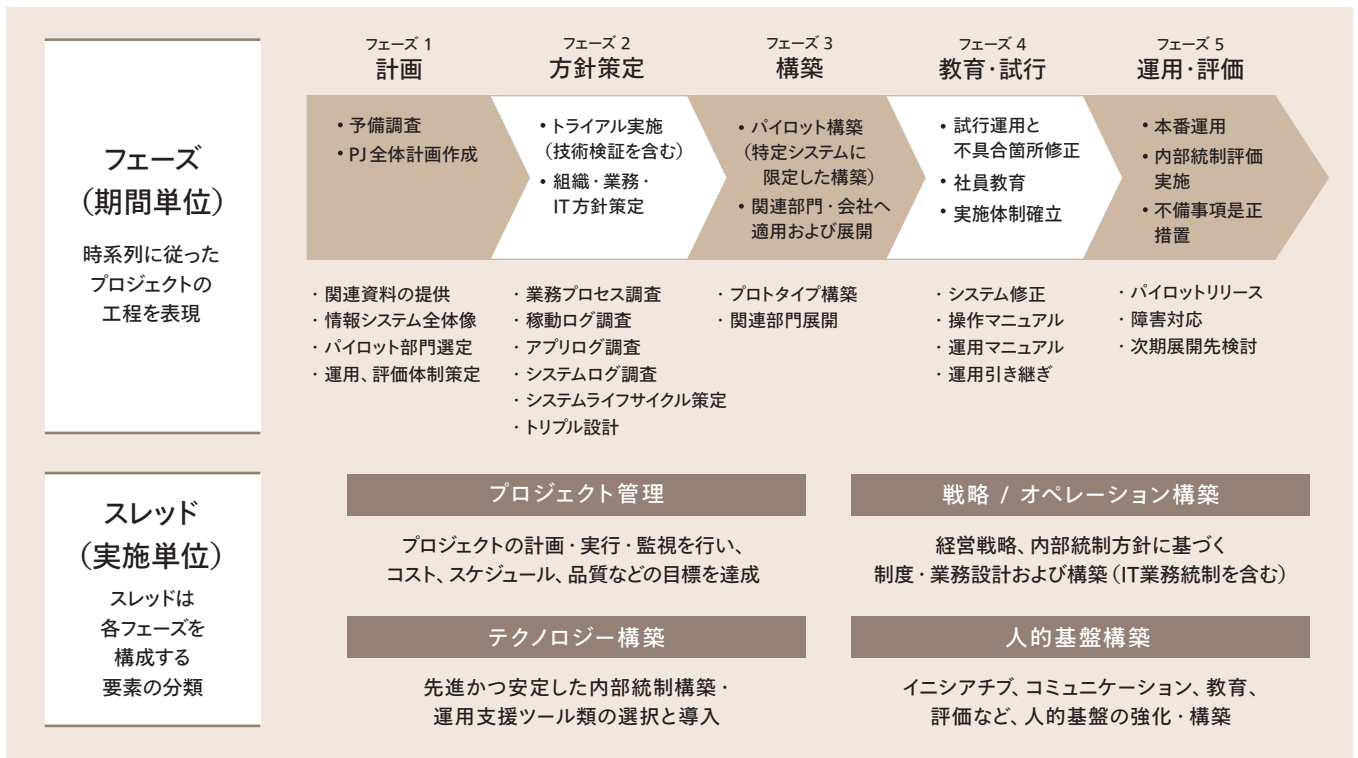 フェーズ
（期間単位）
時系列に従った
プロジェクトの
工程を表現
フェーズ 1
計画
・予備調査
・PJ全体計画作成
・関連資料の提供
・情報システム全体像
・パイロット部門選定
・運用、評価体制策定
フェーズ 2
方針策定
・トライアル実施
（技術検証を含む）
・組織・業務・
IT方針策定
・業務プロセス調査
・稼動ログ調査
・アプリログ調査
・システムログ調査
・システムライフサイクル策定
・トリプル設計
フェーズ 3
構築
・パイロット構築
（特定システムに
限定した構築）
・関連部門・会社へ
適用および展開
・プロトタイプ構築
・関連部門展開
フェーズ 4
教育・試行
・試行運用と
不具合箇所修正
・社員教育
・実施体制確立
・システム修正
・操作マニュアル
・運用マニュアル
・運用引き継ぎ
フェーズ 5
運用・評価
・本番運用
・内部統制評価
実施
・不備事項是正
措置
・パイロットリリース
・障害対応
・次期展開先検討
スレッド
（実施単位）
スレッドは
各フェーズを
構成する
要素の分類
プロジェクト管理
プロジェクトの計画・実行・監視を行い、
コスト、スケジュール、品質などの目標を達成
戦略 / オペレーション構築
経営戦略、内部統制方針に基づく
制度・業務設計および構築（IT業務統制を含む）
テクノロジー構築
先進かつ安定した内部統制構築・
運用支援ツール類の選択と導入
人的基盤構築
イニシアチブ、コミュニケーション、教育、
評価など、人的基盤の強化・構築